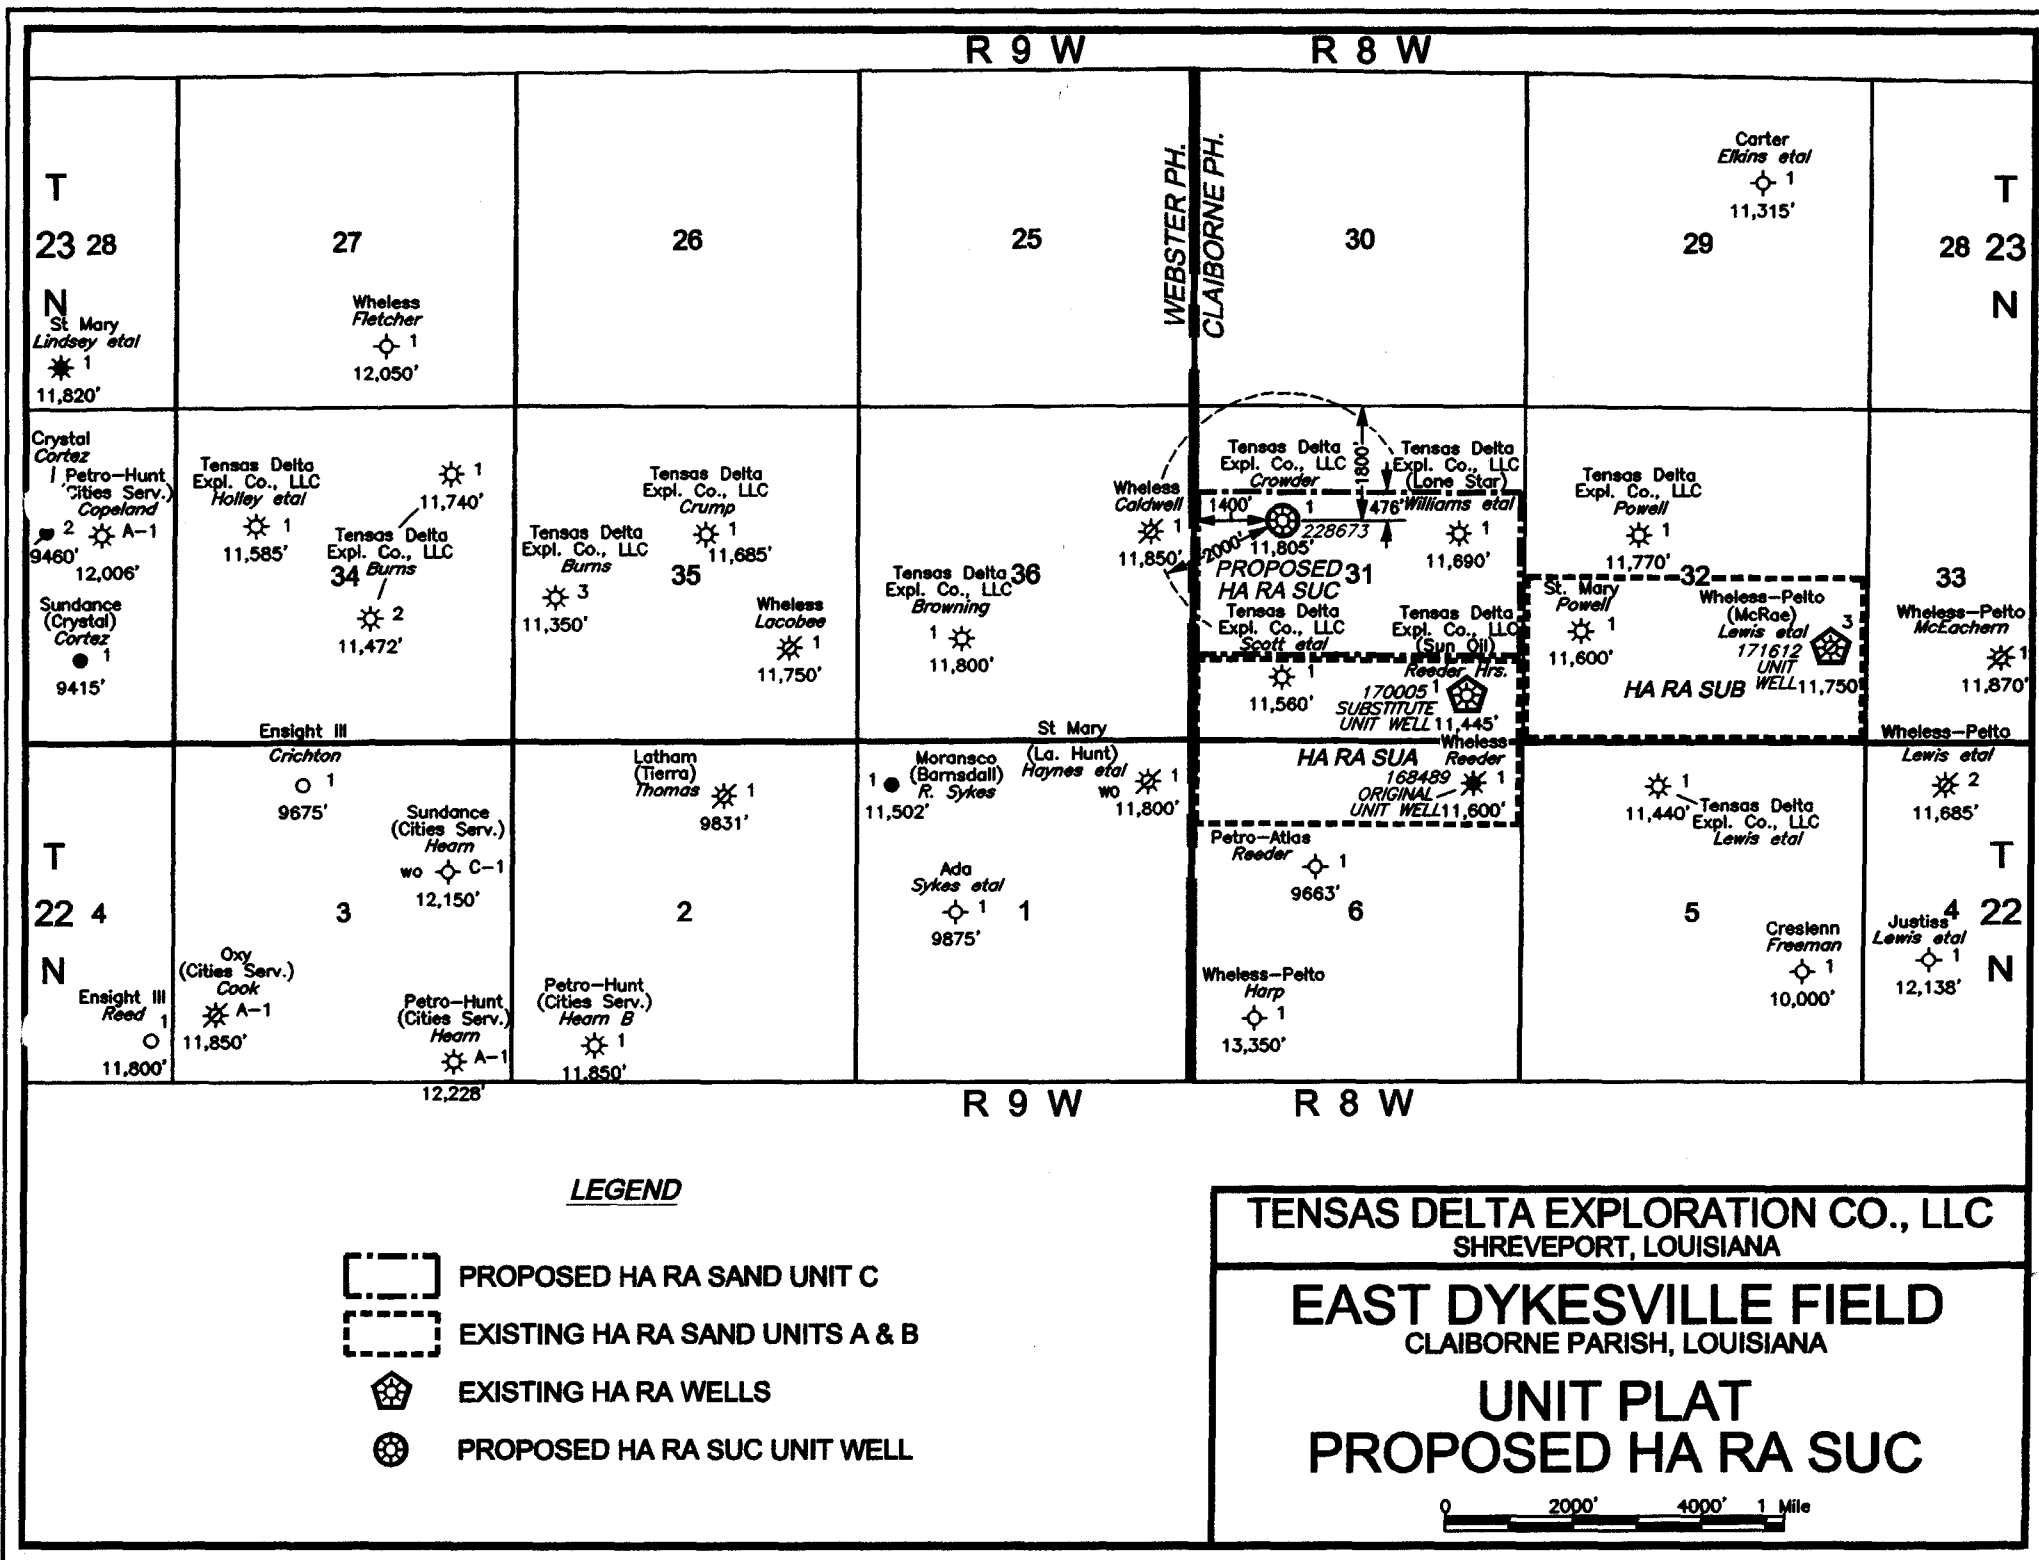 R 9 W
R 8 W
WEBSTER PH.
CLAIBORNE PH.
T
23
N
28
27
26
25
30
29
28
T
23
N
Carter
Elkins etal
1
11,315'
St Mary
Lindsey etal
1
11,820'
Wheless
Fletcher
1
12,050'
Crystal
Cortez
1
2
9460'
Petro-Hunt
(Cities Serv.)
Copeland
A-1
12,006'
Sundance
(Crystal)
Cortez
1
9415'
Tensas Delta
Expl. Co., LLC
Holley etal
1
11,585'
1
11,740'
Tensas Delta
Expl. Co., LLC
34
Burns
2
11,472'
Tensas Delta
Expl. Co., LLC
Burns
3
11,350'
Tensas Delta
Expl. Co., LLC
Crump
1
11,685'
35
Wheless
Lacobee
1
11,750'
Tensas Delta
Expl. Co., LLC
Browning
1
11,800'
36
Wheless
Caldwell
1
11,850'
Tensas Delta
Expl. Co., LLC
Crowder
1
228673
11,805'
1400'
2000'
1800'
476'
PROPOSED
HA RA SUC
31
Tensas Delta
Expl. Co., LLC
(Lone Star)
Williams etal
1
11,690'
Tensas Delta
Expl. Co., LLC
Scott etal
1
11,560'
Tensas Delta
Expl. Co., LLC
(Sun Oil)
Reeder Hrs.
170005 1
SUBSTITUTE
UNIT WELL 11,445'
Tensas Delta
Expl. Co., LLC
Powell
1
11,770'
32
St. Mary
Powell
1
11,600'
Wheless-Pelto
(McRae)
Lewis etal
3
171612
UNIT
WELL 11,750'
HA RA SUB
33
Wheless-Pelto
McEachern
1
11,870'
T
22
N
4
Ensight III
Crichton
1
9675'
Sundance
(Cities Serv.)
Hearn
WO
C-1
12,150'
3
Ensight III
Reed
1
11,800'
Oxy
(Cities Serv.)
Cook
A-1
11,850'
Petro-Hunt
(Cities Serv.)
Hearn
A-1
12,228'
Latham
(Tierra)
Thomas
1
9831'
2
Petro-Hunt
(Cities Serv.)
Hearn B
1
11,850'
Moransco
(Barnsdall)
R. Sykes
1
11,502'
St Mary
(La. Hunt)
Haynes etal
WO
1
11,800'
Ada
Sykes etal
1
9875'
1
HA RA SUA
Wheless
Reeder
168489
1
ORIGINAL
UNIT WELL 11,600'
Petro-Atlas
Reeder
1
9663'
6
Wheless-Pelto
Harp
1
13,350'
1
11,440'
Tensas Delta
Expl. Co., LLC
Lewis etal
5
Creslenn
Freeman
1
10,000'
Wheless-Pelto
Lewis etal
2
11,685'
Justiss
Lewis etal
1
12,138'
4
T
22
N
R 9 W
R 8 W
LEGEND
PROPOSED HA RA SAND UNIT C
EXISTING HA RA SAND UNITS A & B
EXISTING HA RA WELLS
PROPOSED HA RA SUC UNIT WELL
TENSAS DELTA EXPLORATION CO., LLC
SHREVEPORT, LOUISIANA
EAST DYKESVILLE FIELD
CLAIBORNE PARISH, LOUISIANA
UNIT PLAT
PROPOSED HA RA SUC
0 2000' 4000' 1 Mile